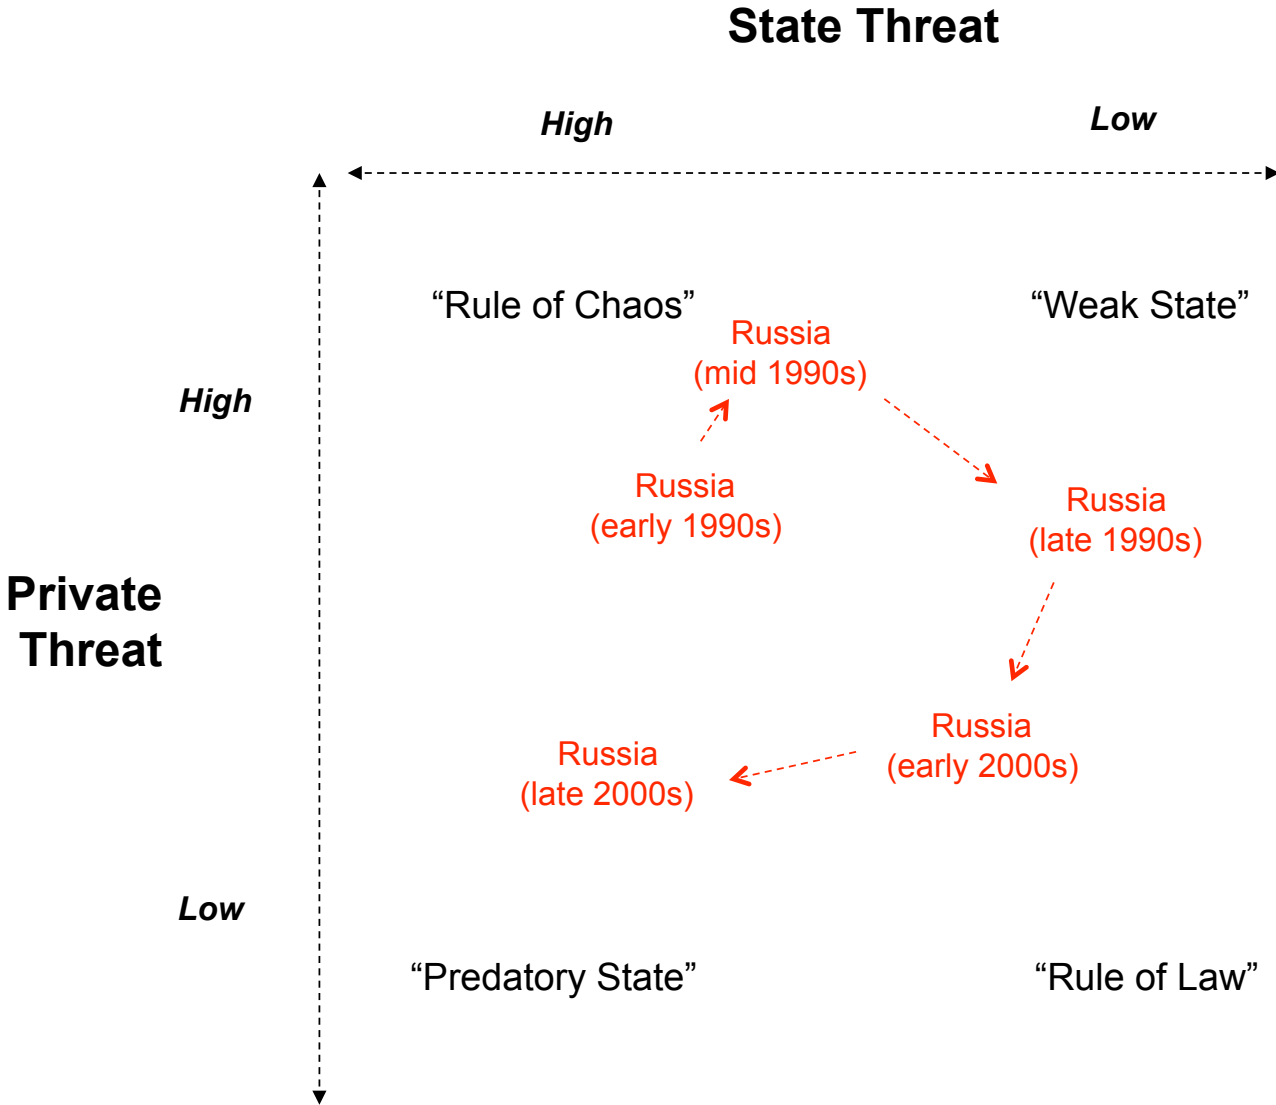 State Threat
High
Low
“Rule of Chaos”
“Weak State”
Russia
(mid 1990s)
High
Russia
(early 1990s)
Russia
(late 1990s)
Private
Threat
Russia
(early 2000s)
Russia
(late 2000s)
Low
“Predatory State”
“Rule of Law”